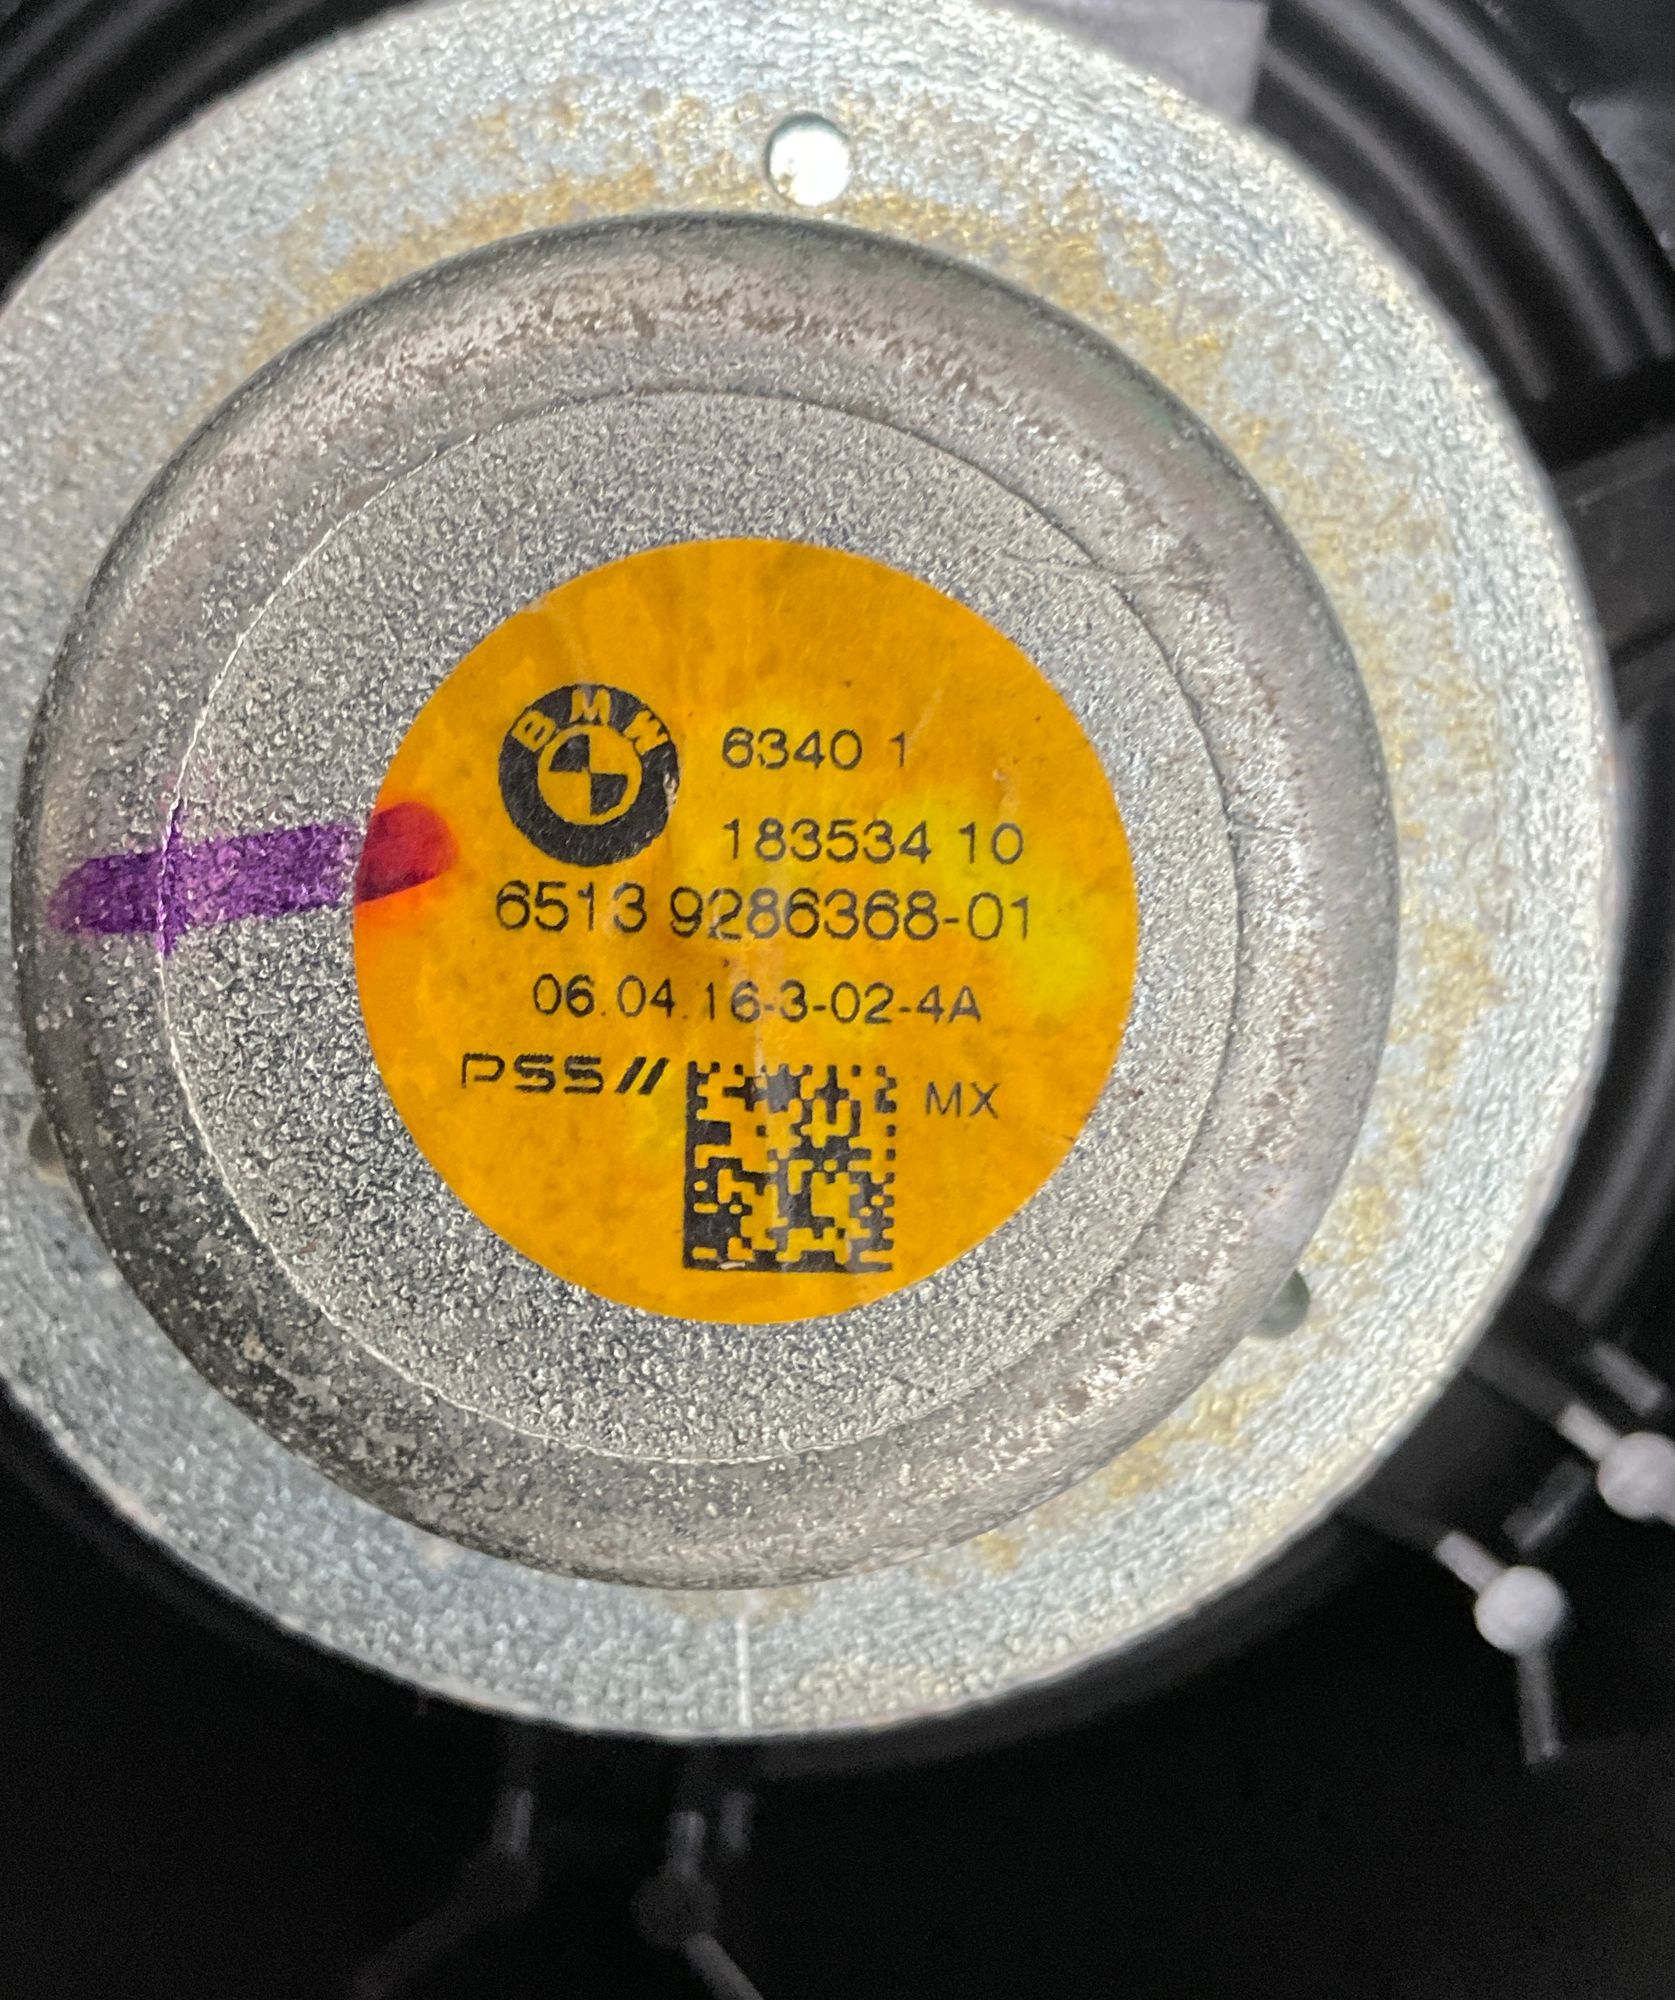 BMW
6340 1
183534 10
6513 9286368-01
06.04.16-3-02-4A
PSS//
MX